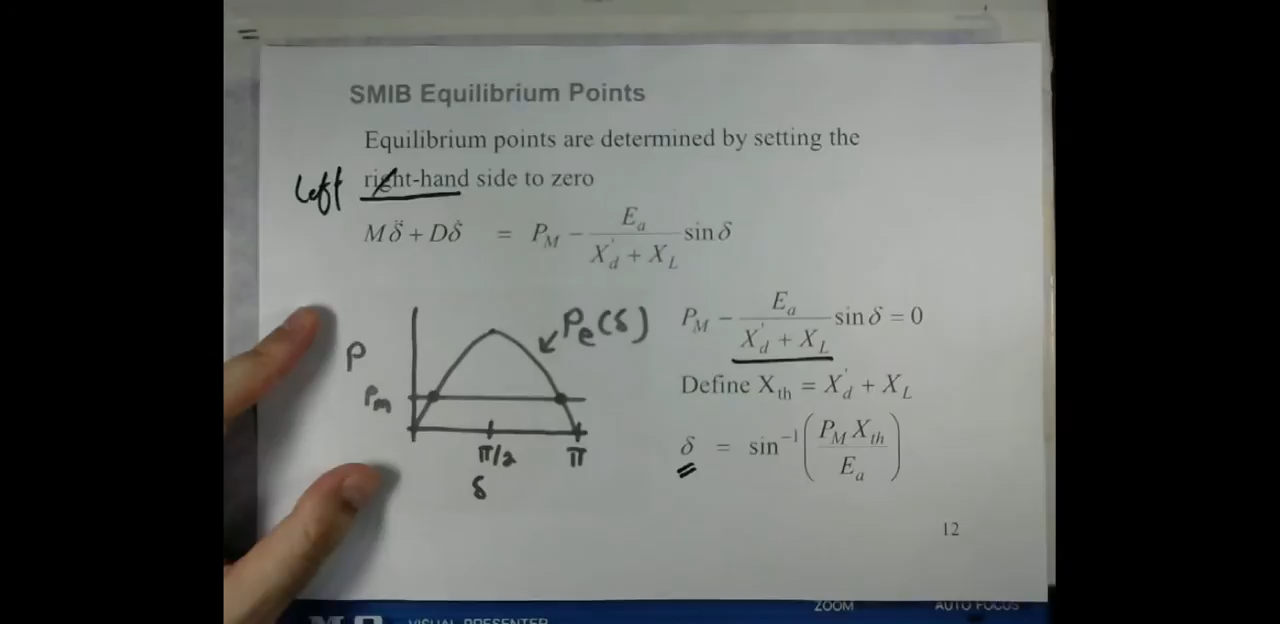 SMIB Equilibrium Points
Equilibrium points are determined by setting the
left right-hand side to zero
Mδ̈ + Dδ̇ = P_M − E_a / (X'_d + X_L) sin δ
P
P_m
P_e(δ)
π/2
π
δ
P_M − E_a / (X'_d + X_L) sin δ = 0
Define X_th = X'_d + X_L
δ = sin⁻¹ (P_M X_th / E_a)
12
ZOOM
AUTO FOCUS
VISUAL PRESENTER